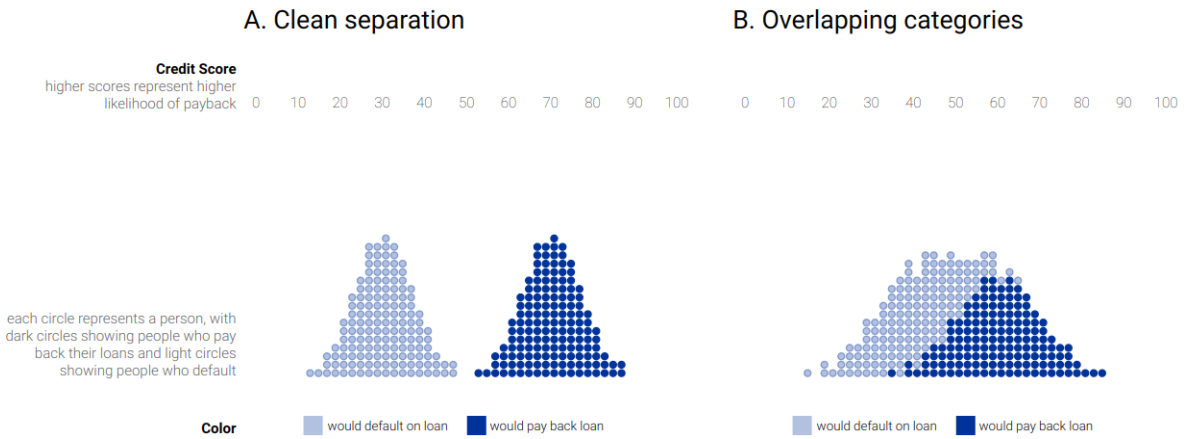 A. Clean separation
B. Overlapping categories
Credit Score
higher scores represent higher
likelihood of payback
0 10 20 30 40 50 60 70 80 90 100
0 10 20 30 40 50 60 70 80 90 100
each circle represents a person, with
dark circles showing people who pay
back their loans and light circles
showing people who default
Color
would default on loan
would pay back loan
would default on loan
would pay back loan